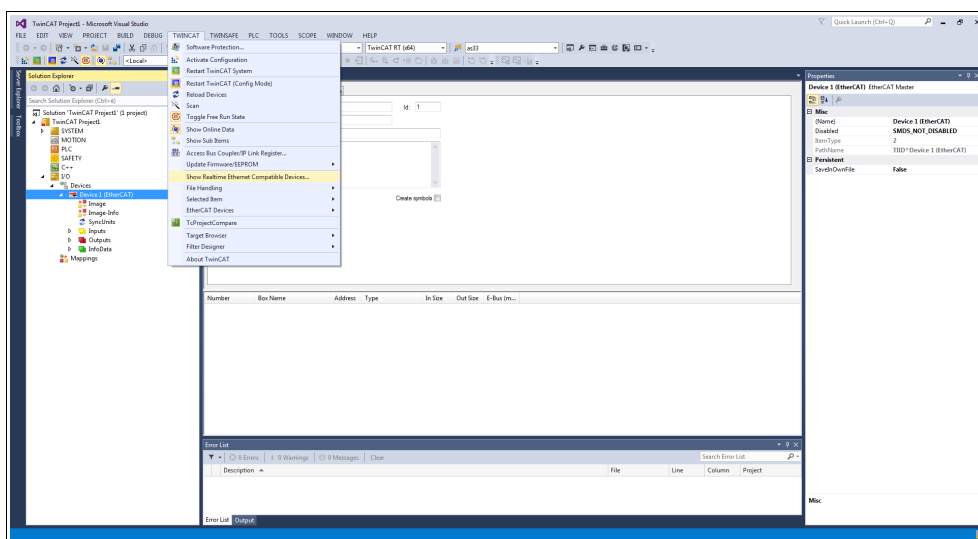 TwinCAT Project1 - Microsoft Visual Studio
Quick Launch (Ctrl+Q)
FILE EDIT VIEW PROJECT BUILD DEBUG TWINCAT TWINSAFE PLC TOOLS SCOPE WINDOW HELP
TwinCAT RT (x64) as33
<Local>
Server Explorer
Toolbox
Solution Explorer
Search Solution Explorer (Ctrl+è)
Solution 'TwinCAT Project1' (1 project)
TwinCAT Project1
SYSTEM
MOTION
PLC
SAFETY
C++
I/O
Devices
Device 1 (EtherCAT)
Image
Image-Info
SyncUnits
Inputs
Outputs
InfoData
Mappings
Software Protection...
Activate Configuration
Restart TwinCAT System
Restart TwinCAT (Config Mode)
Reload Devices
Scan
Toggle Free Run State
Show Online Data
Show Sub Items
Access Bus Coupler/IP Link Register...
Update Firmware/EEPROM
Show Realtime Ethernet Compatible Devices...
File Handling
Selected Item
EtherCAT Devices
TcProjectCompare
Target Browser
Filter Designer
About TwinCAT
Id: 1
Create symbols
Number Box Name Address Type In Size Out Size E-Bus (m...
Error List
0 Errors 0 Warnings 0 Messages Clear
Search Error List
Description File Line Column Project
Error List Output
Properties
Device 1 (EtherCAT) EtherCAT Master
Misc
(Name) Device 1 (EtherCAT)
Disabled SMDS_NOT_DISABLED
ItemType 2
PathName TIID^Device 1 (EtherCAT)
Persistent
SaveInOwnFile False
Misc